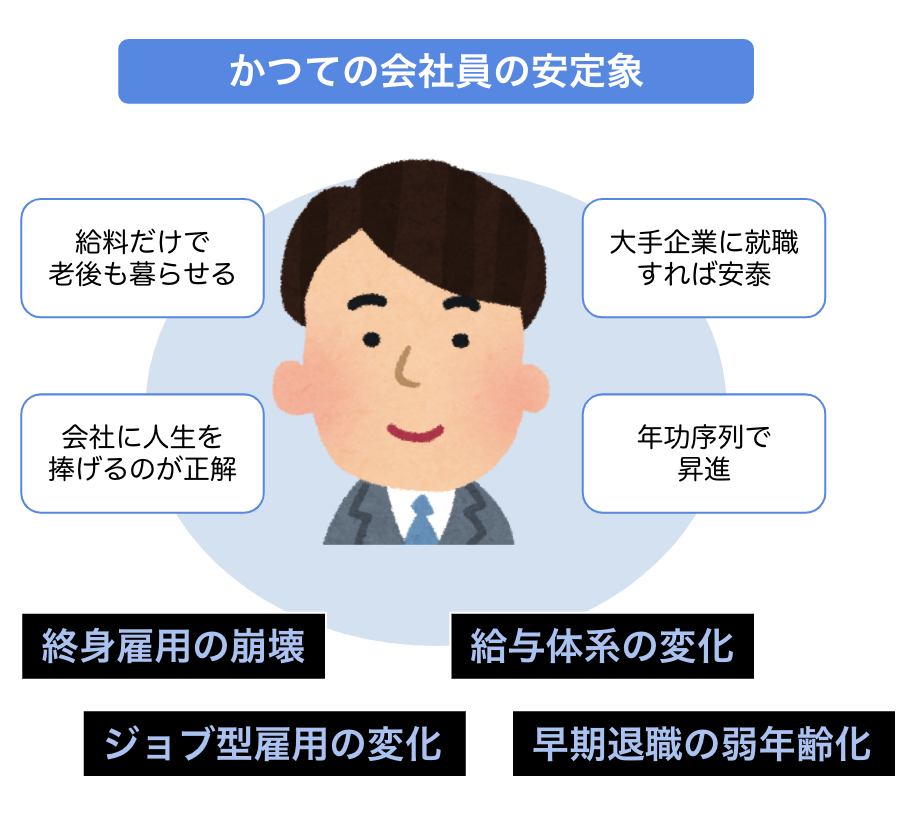 かつての会社員の安定象
給料だけで
老後も暮らせる
大手企業に就職
すれば安泰
会社に人生を
捧げるのが正解
年功序列で
昇進
終身雇用の崩壊
給与体系の変化
ジョブ型雇用の変化
早期退職の弱年齢化